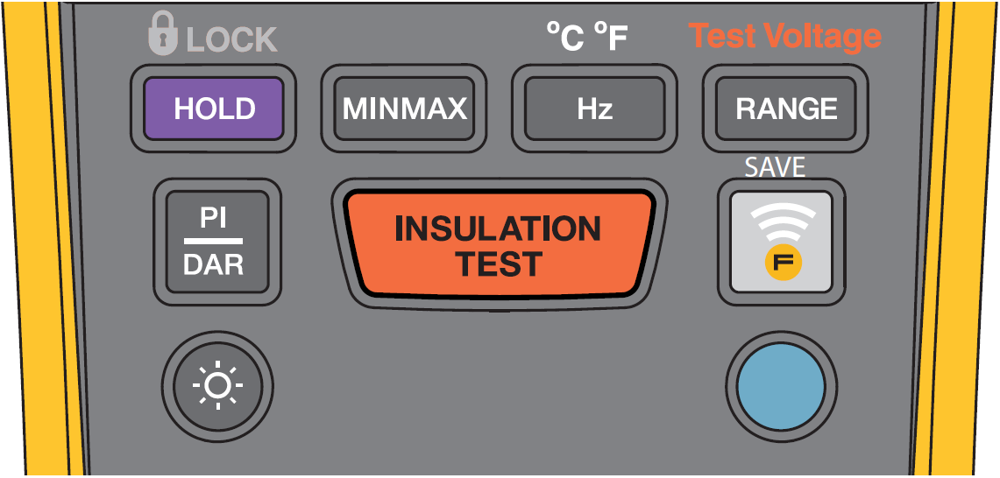 LOCK
°C °F
Test Voltage
HOLD
MINMAX
Hz
RANGE
SAVE
PI
DAR
INSULATION
TEST
F